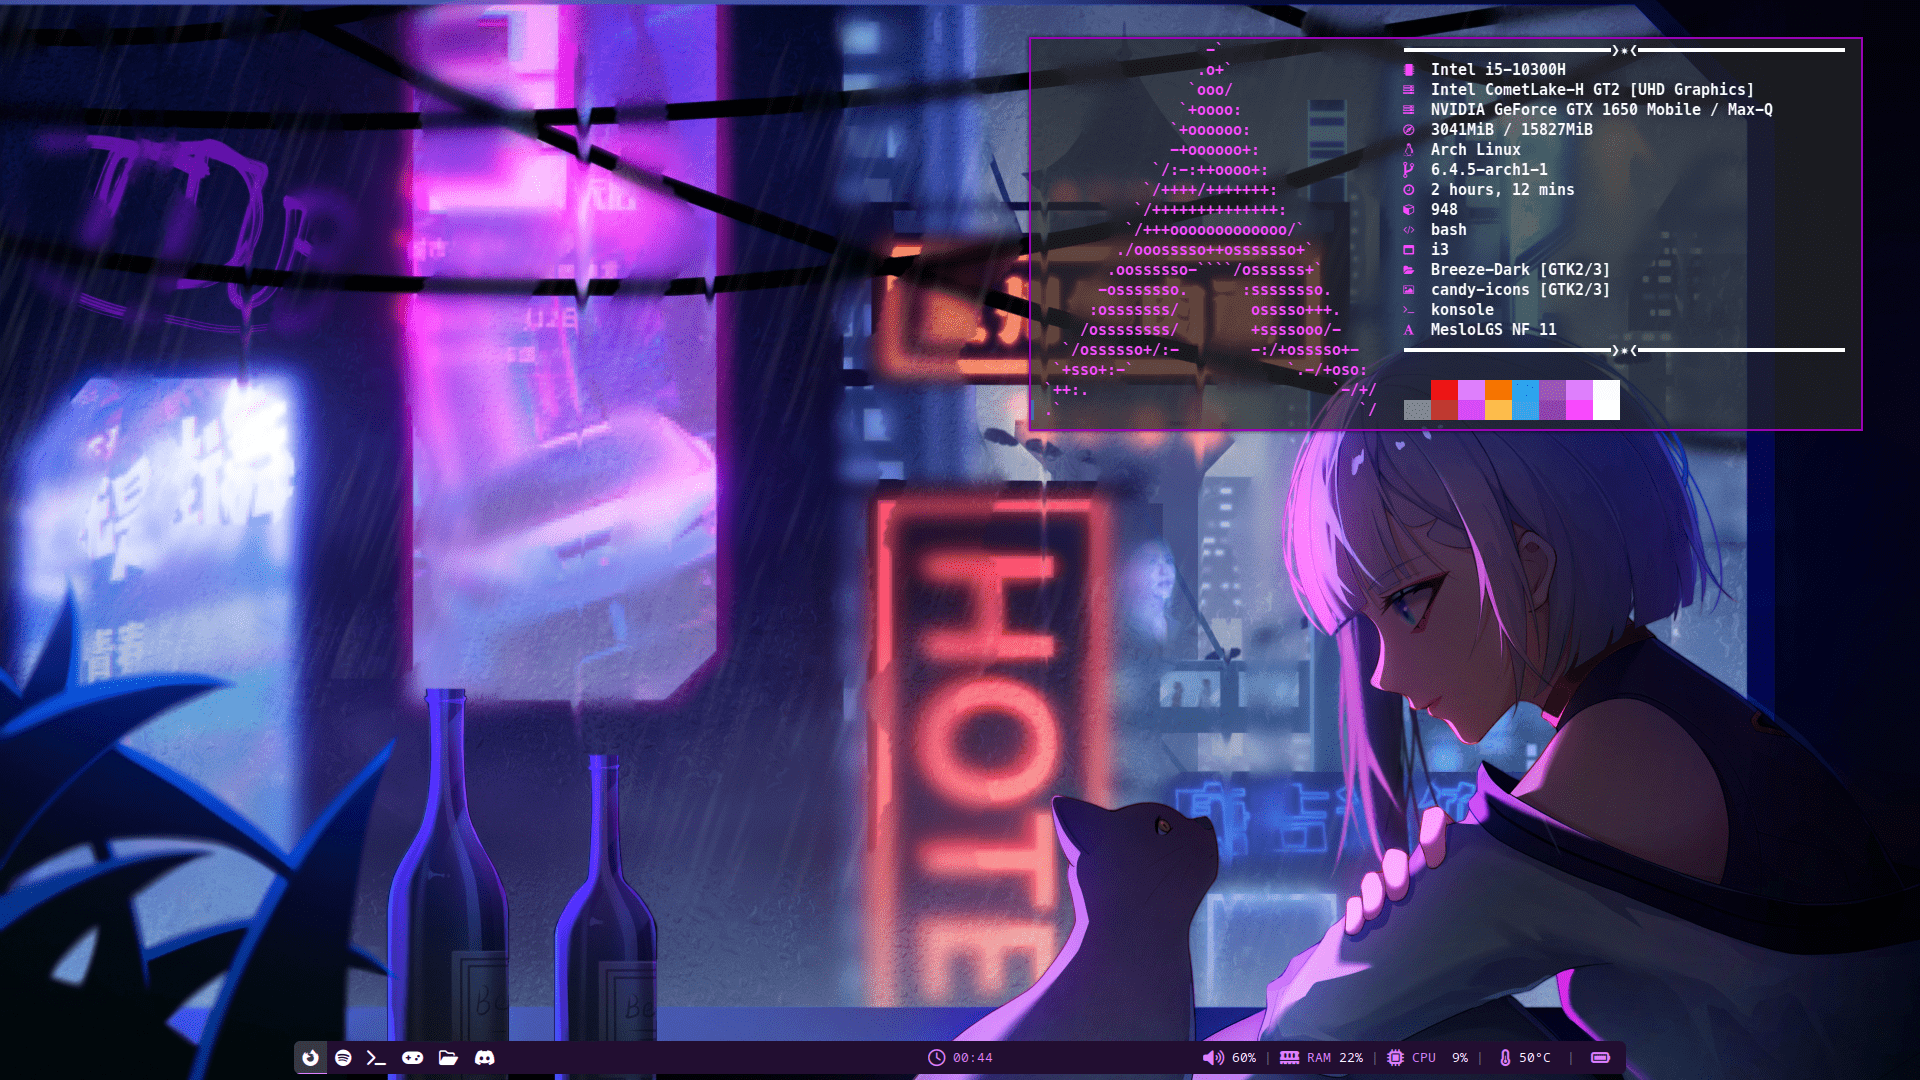 Intel i5-10300H
Intel CometLake-H GT2 [UHD Graphics]
NVIDIA GeForce GTX 1650 Mobile / Max-Q
3041MiB / 15827MiB
Arch Linux
6.4.5-arch1-1
2 hours, 12 mins
948
bash
i3
Breeze-Dark [GTK2/3]
candy-icons [GTK2/3]
konsole
MesloLGS NF 11
HOTE
Be
Be
00:44
60% | RAM 22% | CPU 9% | 50°C |